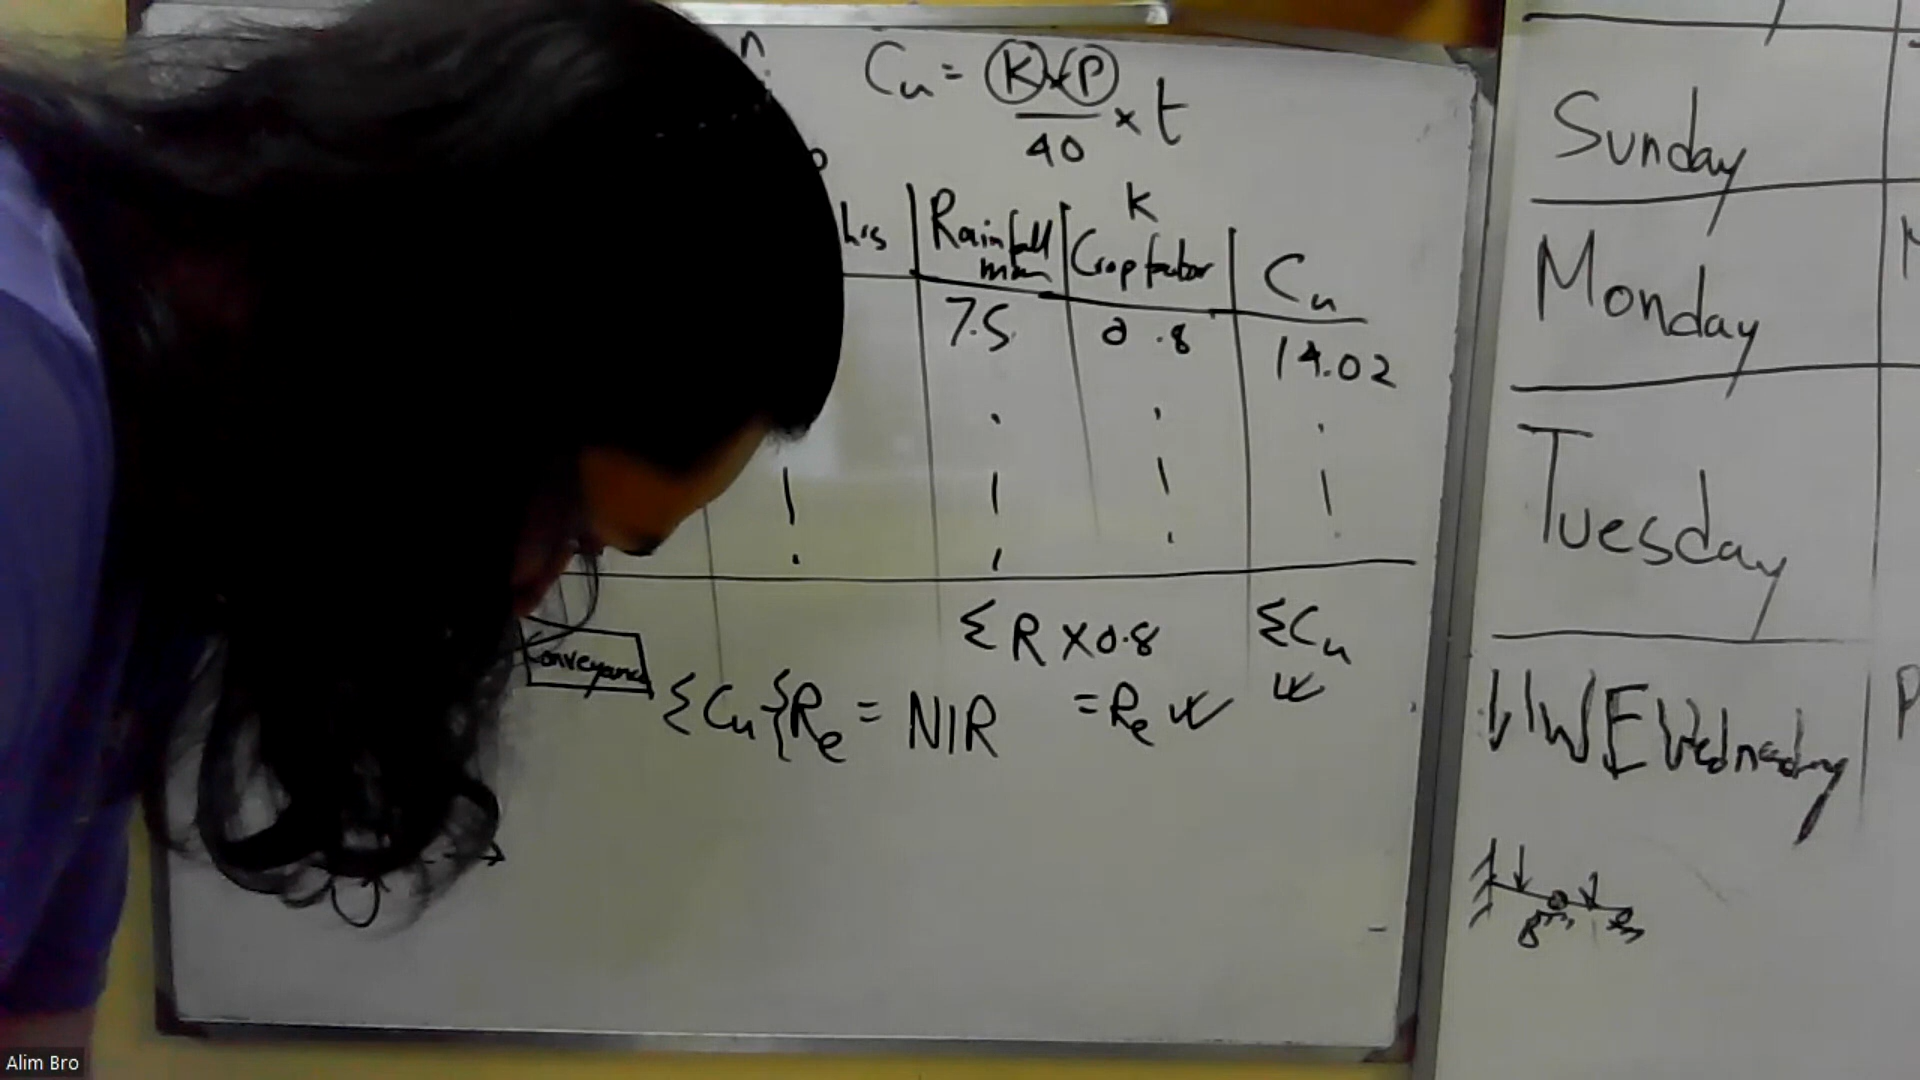 n
Cu = K × P / 40 × t
hrs | Rainfall mm | K Crop factor | Cu
7.5 | 0.8 | 14.02
ΣR × 0.8 | ΣCu
Conveyance
ΣCu - Re = NIR = Re
Sunday
Monday
Tuesday
Wednesday
B
Alim Bro